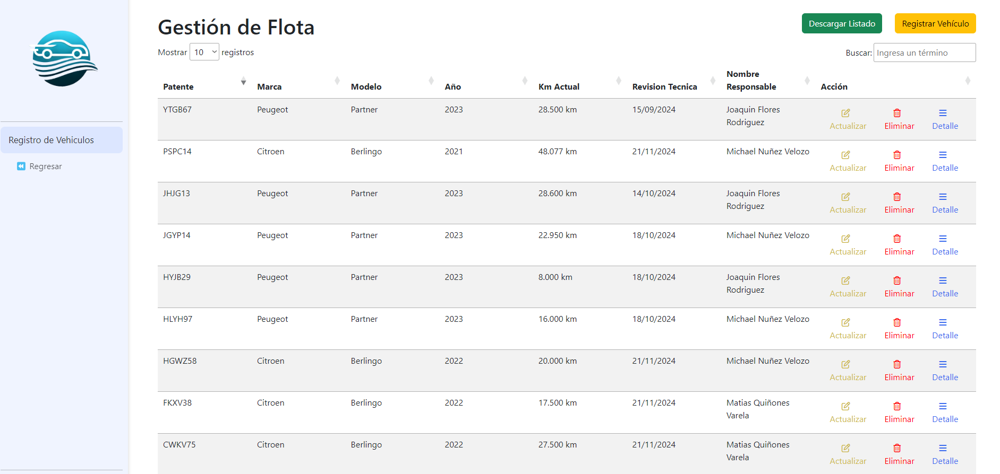 Gestión de Flota
Descargar Listado
Registrar Vehículo
Mostrar 10 registros
Buscar: Ingresa un término
Registro de Vehiculos
Regresar
Patente Marca Modelo Año Km Actual Revision Tecnica Nombre Responsable Acción
YTGB67 Peugeot Partner 2023 28.500 km 15/09/2024 Joaquin Flores Rodriguez Actualizar Eliminar Detalle
PSPC14 Citroen Berlingo 2021 48.077 km 21/11/2024 Michael Nuñez Velozo Actualizar Eliminar Detalle
JHJG13 Peugeot Partner 2023 28.600 km 14/10/2024 Joaquin Flores Rodriguez Actualizar Eliminar Detalle
JGYP14 Peugeot Partner 2023 22.950 km 18/10/2024 Michael Nuñez Velozo Actualizar Eliminar Detalle
HYJB29 Peugeot Partner 2023 8.000 km 18/10/2024 Joaquin Flores Rodriguez Actualizar Eliminar Detalle
HLYH97 Peugeot Partner 2023 16.000 km 18/10/2024 Michael Nuñez Velozo Actualizar Eliminar Detalle
HGWZ58 Citroen Berlingo 2022 20.000 km 21/11/2024 Michael Nuñez Velozo Actualizar Eliminar Detalle
FKXV38 Citroen Berlingo 2022 17.500 km 21/11/2024 Matias Quiñones Varela Actualizar Eliminar Detalle
CWKV75 Citroen Berlingo 2022 27.500 km 21/11/2024 Matias Quiñones Varela Actualizar Eliminar Detalle